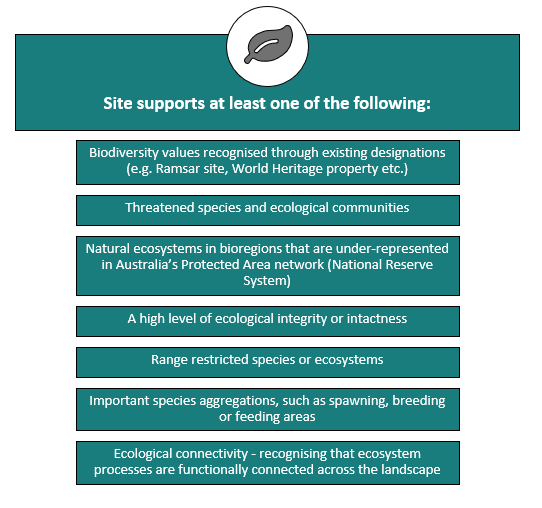 Site supports at least one of the following:
Biodiversity values recognised through existing designations
(e.g. Ramsar site, World Heritage property etc.)
Threatened species and ecological communities
Natural ecosystems in bioregions that are under-represented
in Australia’s Protected Area network (National Reserve
System)
A high level of ecological integrity or intactness
Range restricted species or ecosystems
Important species aggregations, such as spawning, breeding
or feeding areas
Ecological connectivity - recognising that ecosystem
processes are functionally connected across the landscape